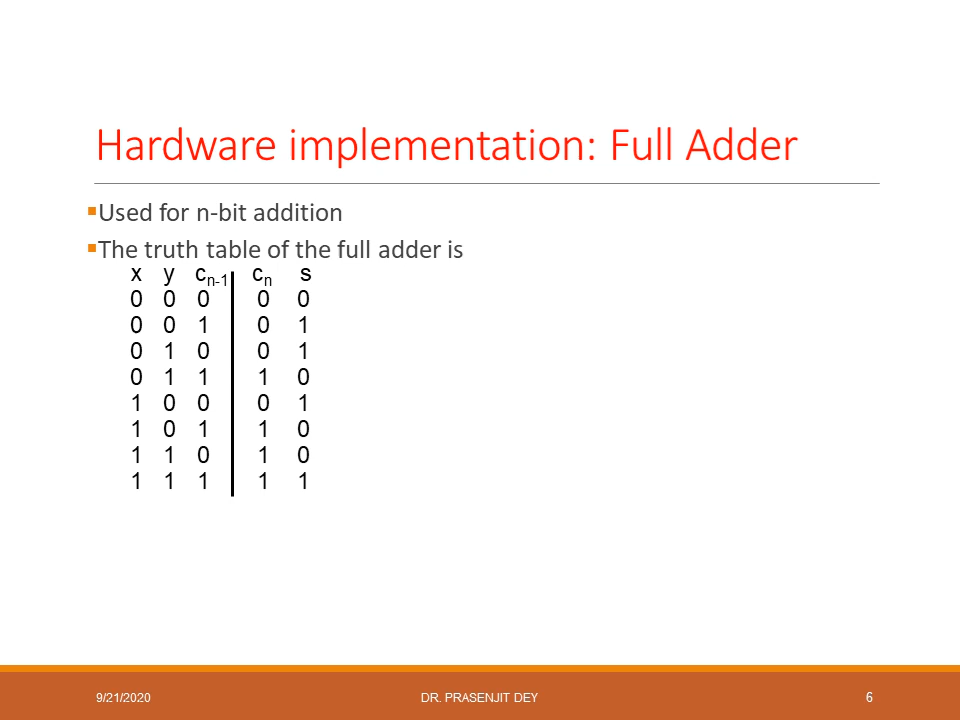 Hardware implementation: Full Adder
▪Used for n-bit addition
▪The truth table of the full adder is
x y cn-1 cn s
0 0 0 0 0
0 0 1 0 1
0 1 0 0 1
0 1 1 1 0
1 0 0 0 1
1 0 1 1 0
1 1 0 1 0
1 1 1 1 1
9/21/2020 DR. PRASENJIT DEY 6